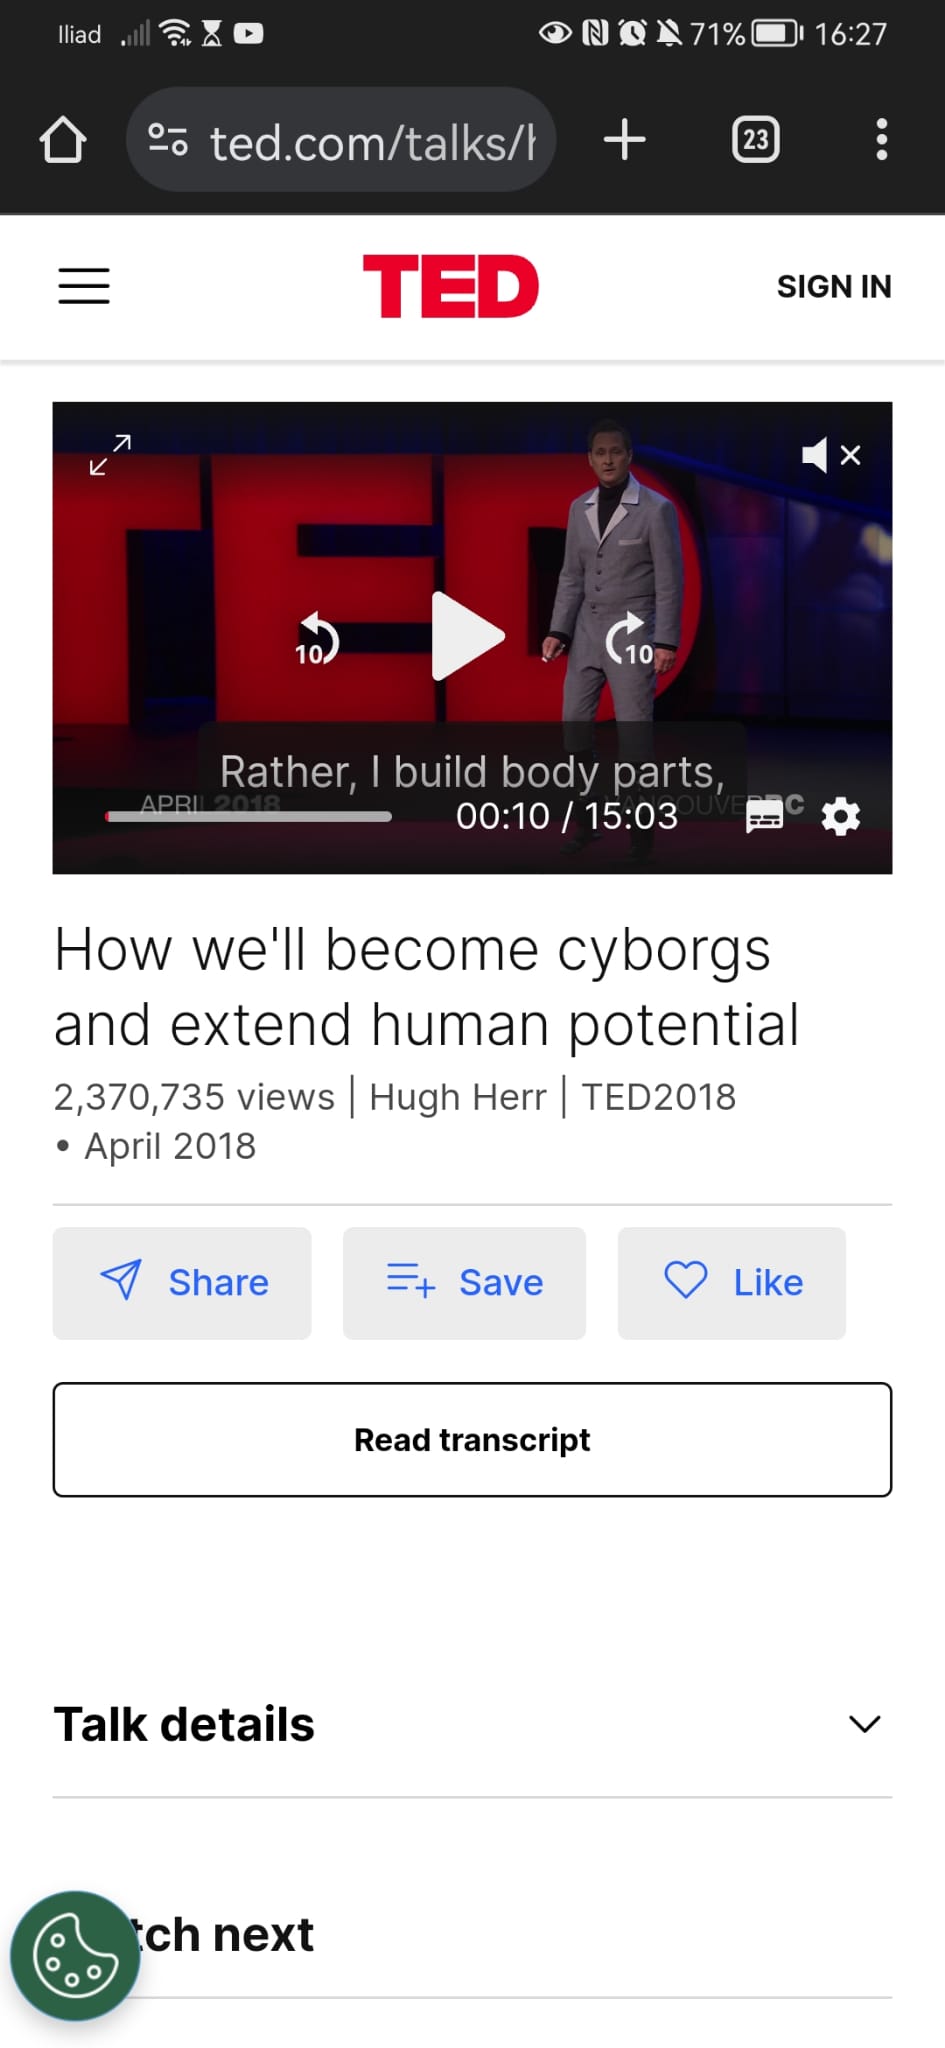 Iliad 71% 16:27
ted.com/talks/h 23
TED SIGN IN
TED
10 10
Rather, I build body parts,
APRIL 2018 VANCOUVER BC
00:10 / 15:03
How we'll become cyborgs
and extend human potential
2,370,735 views | Hugh Herr | TED2018
• April 2018
Share Save Like
Read transcript
Talk details
tch next